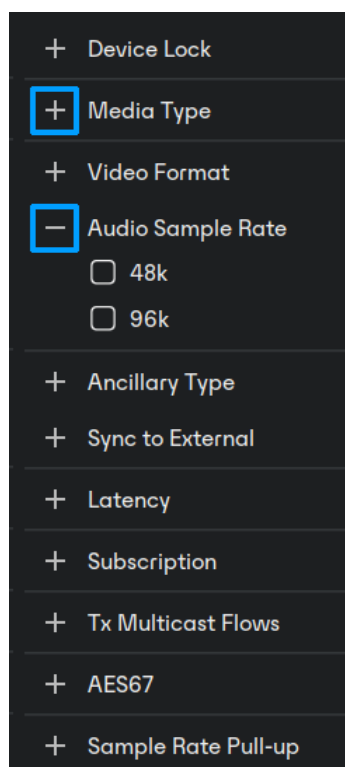 Device Lock
Media Type
Video Format
Audio Sample Rate
48k
96k
Ancillary Type
Sync to External
Latency
Subscription
Tx Multicast Flows
AES67
Sample Rate Pull-up